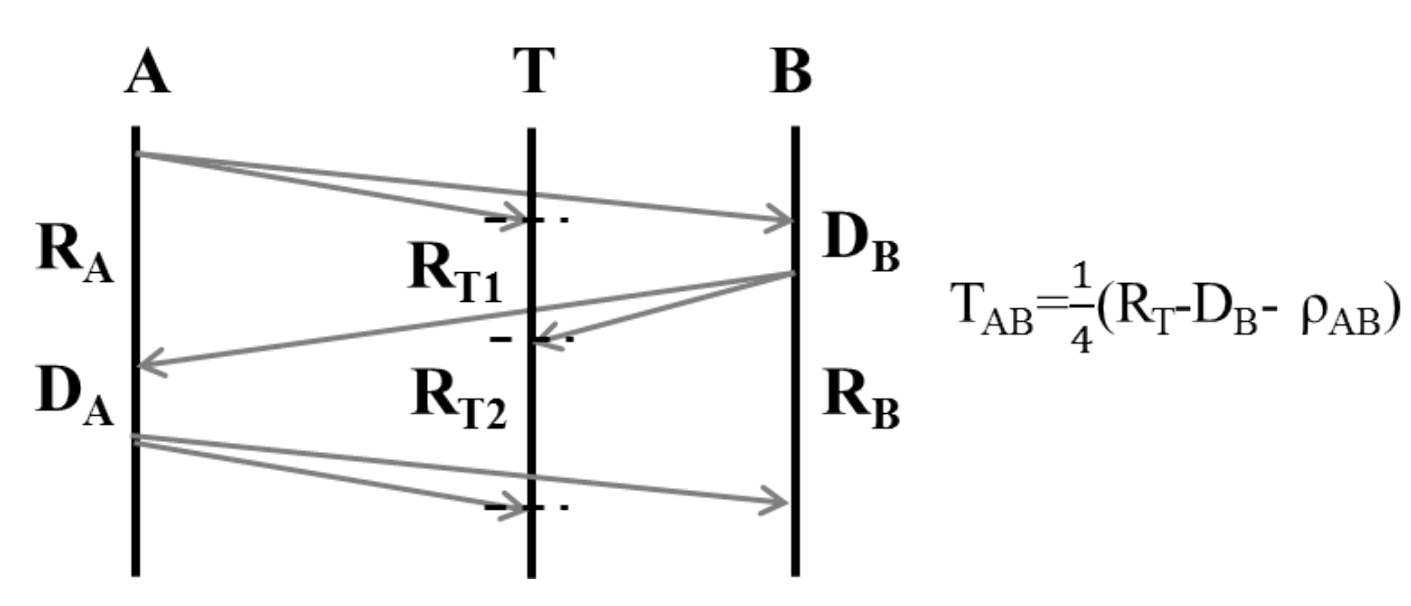 A T B
R_A R_T1 D_B
T_AB=1/4(R_T-D_B- ρ_AB)
D_A R_T2 R_B